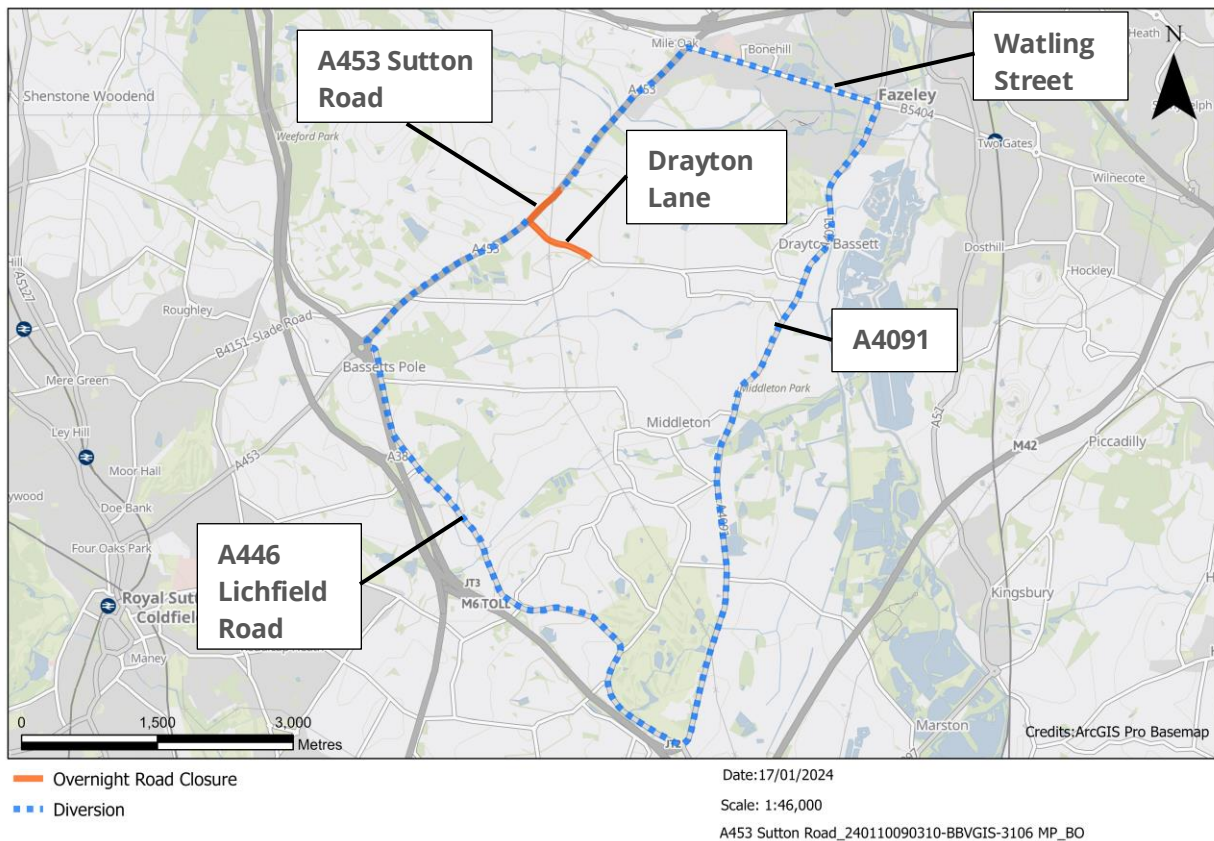 Mile Oak
Bonehill
Heath
N
A453 Sutton
Road
Watling
Street
Shenstone Woodend
A453
Fazeley
B5404
Weeford Park
Two Gates
Drayton
Lane
Wilnecote
A453
Drayton Bassett
Dosthill
Hill
A5127
Roughley
Hockley
B4151-Slade Road
A4091
Bassetts Pole
Mere Green
Middleton Park
Ley Hill
Middleton
A51
M42
Piccadilly
A453
Moor Hall
A38
Doe Bank
Four Oaks Park
A446
Lichfield
Road
JT3
M6 TOLL
Kingsbury
Royal Sutton
Coldfield
Maney
0 1,500 3,000
Metres
Marston
JT2
Credits:ArcGIS Pro Basemap
Overnight Road Closure
Diversion
Date:17/01/2024
Scale: 1:46,000
A453 Sutton Road_240110090310-BBVGIS-3106 MP_BO